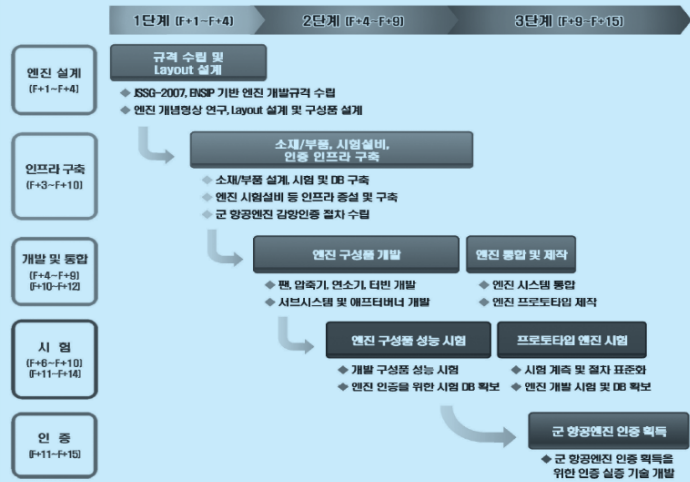 1단계 (F+1~F+4)
2단계 (F+4~F+9)
3단계 (F+9~F+15)
엔진 설계
(F+1~F+4)
규격 수립 및
Layout 설계
◆ JSSG-2007, ENSIP 기반 엔진 개발규격 수립
◆ 엔진 개념형상 연구, Layout 설계 및 구성품 설계
인프라 구축
(F+3~F+10)
소재/부품, 시험설비,
인증 인프라 구축
◆ 소재/부품 설계, 시험 및 DB 구축
◆ 엔진 시험설비 등 인프라 증설 및 구축
◆ 군 항공엔진 감항인증 절차 수립
개발 및 통합
(F+4~F+9)
(F+10~F+12)
엔진 구성품 개발
◆ 팬, 압축기, 연소기, 터빈 개발
◆ 서브시스템 및 애프터버너 개발
엔진 통합 및 제작
◆ 엔진 시스템 통합
◆ 엔진 프로토타입 제작
시 험
(F+6~F+10)
(F+11~F+14)
엔진 구성품 성능 시험
◆ 개발 구성품 성능 시험
◆ 엔진 인증을 위한 시험 DB 확보
프로토타입 엔진 시험
◆ 시험 계측 및 절차 표준화
◆ 엔진 개발 시험 및 DB 확보
인 증
(F+11~F+15)
군 항공엔진 인증 획득
◆ 군 항공엔진 인증 획득을
위한 인증 실증 기술 개발